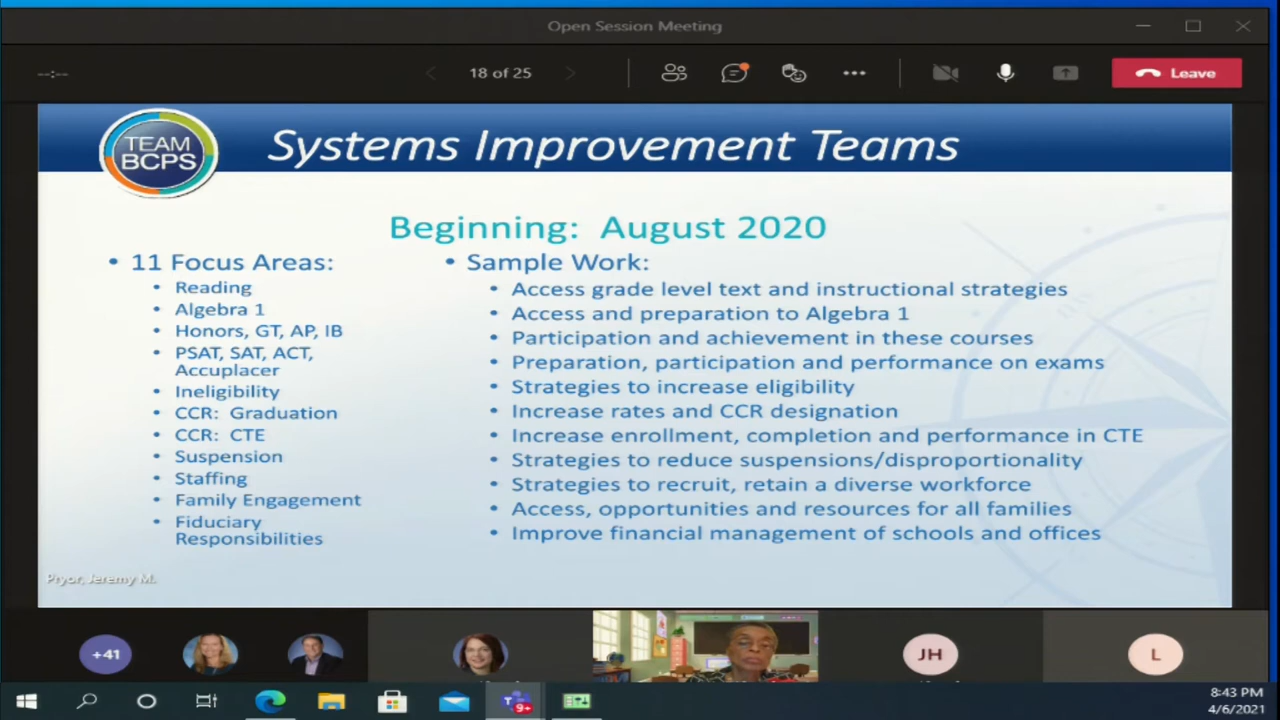 Open Session Meeting
--:--
18 of 25
Leave
TEAM
BCPS
Systems Improvement Teams
Beginning: August 2020
• 11 Focus Areas:
• Reading
• Algebra 1
• Honors, GT, AP, IB
• PSAT, SAT, ACT,
Accuplacer
• Ineligibility
• CCR: Graduation
• CCR: CTE
• Suspension
• Staffing
• Family Engagement
• Fiduciary
Responsibilities
• Sample Work:
• Access grade level text and instructional strategies
• Access and preparation to Algebra 1
• Participation and achievement in these courses
• Preparation, participation and performance on exams
• Strategies to increase eligibility
• Increase rates and CCR designation
• Increase enrollment, completion and performance in CTE
• Strategies to reduce suspensions/disproportionality
• Strategies to recruit, retain a diverse workforce
• Access, opportunities and resources for all families
• Improve financial management of schools and offices
Pryor, Jeremy M.
+41
JH
L
T
9+
8:43 PM
4/6/2021